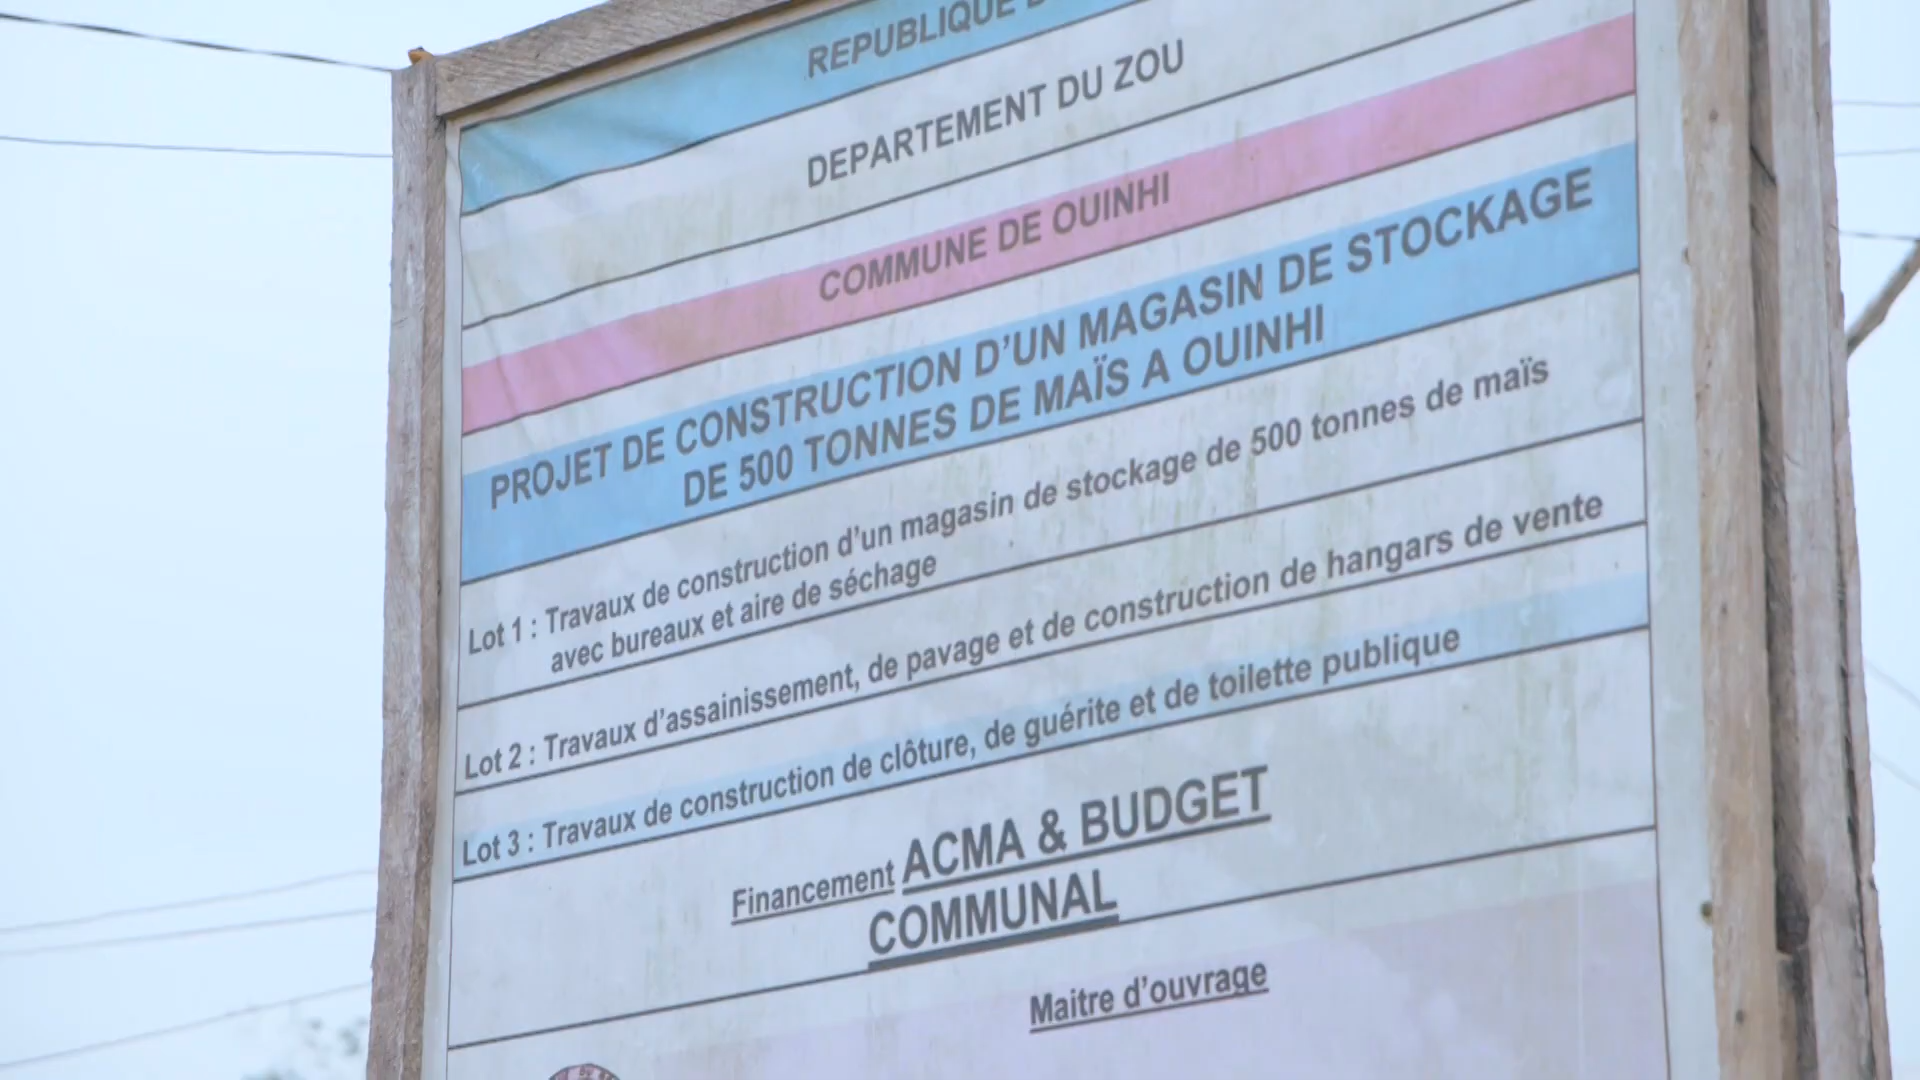 REPUBLIQUE
DEPARTEMENT DU ZOU
COMMUNE DE OUINHI
PROJET DE CONSTRUCTION D'UN MAGASIN DE STOCKAGE
DE 500 TONNES DE MAÏS A OUINHI
Lot 1 : Travaux de construction d'un magasin de stockage de 500 tonnes de maïs
avec bureaux et aire de séchage
Lot 2 : Travaux d'assainissement, de pavage et de construction de hangars de vente
Lot 3 : Travaux de construction de clôture, de guérite et de toilette publique
Financement ACMA & BUDGET
COMMUNAL
Maitre d'ouvrage